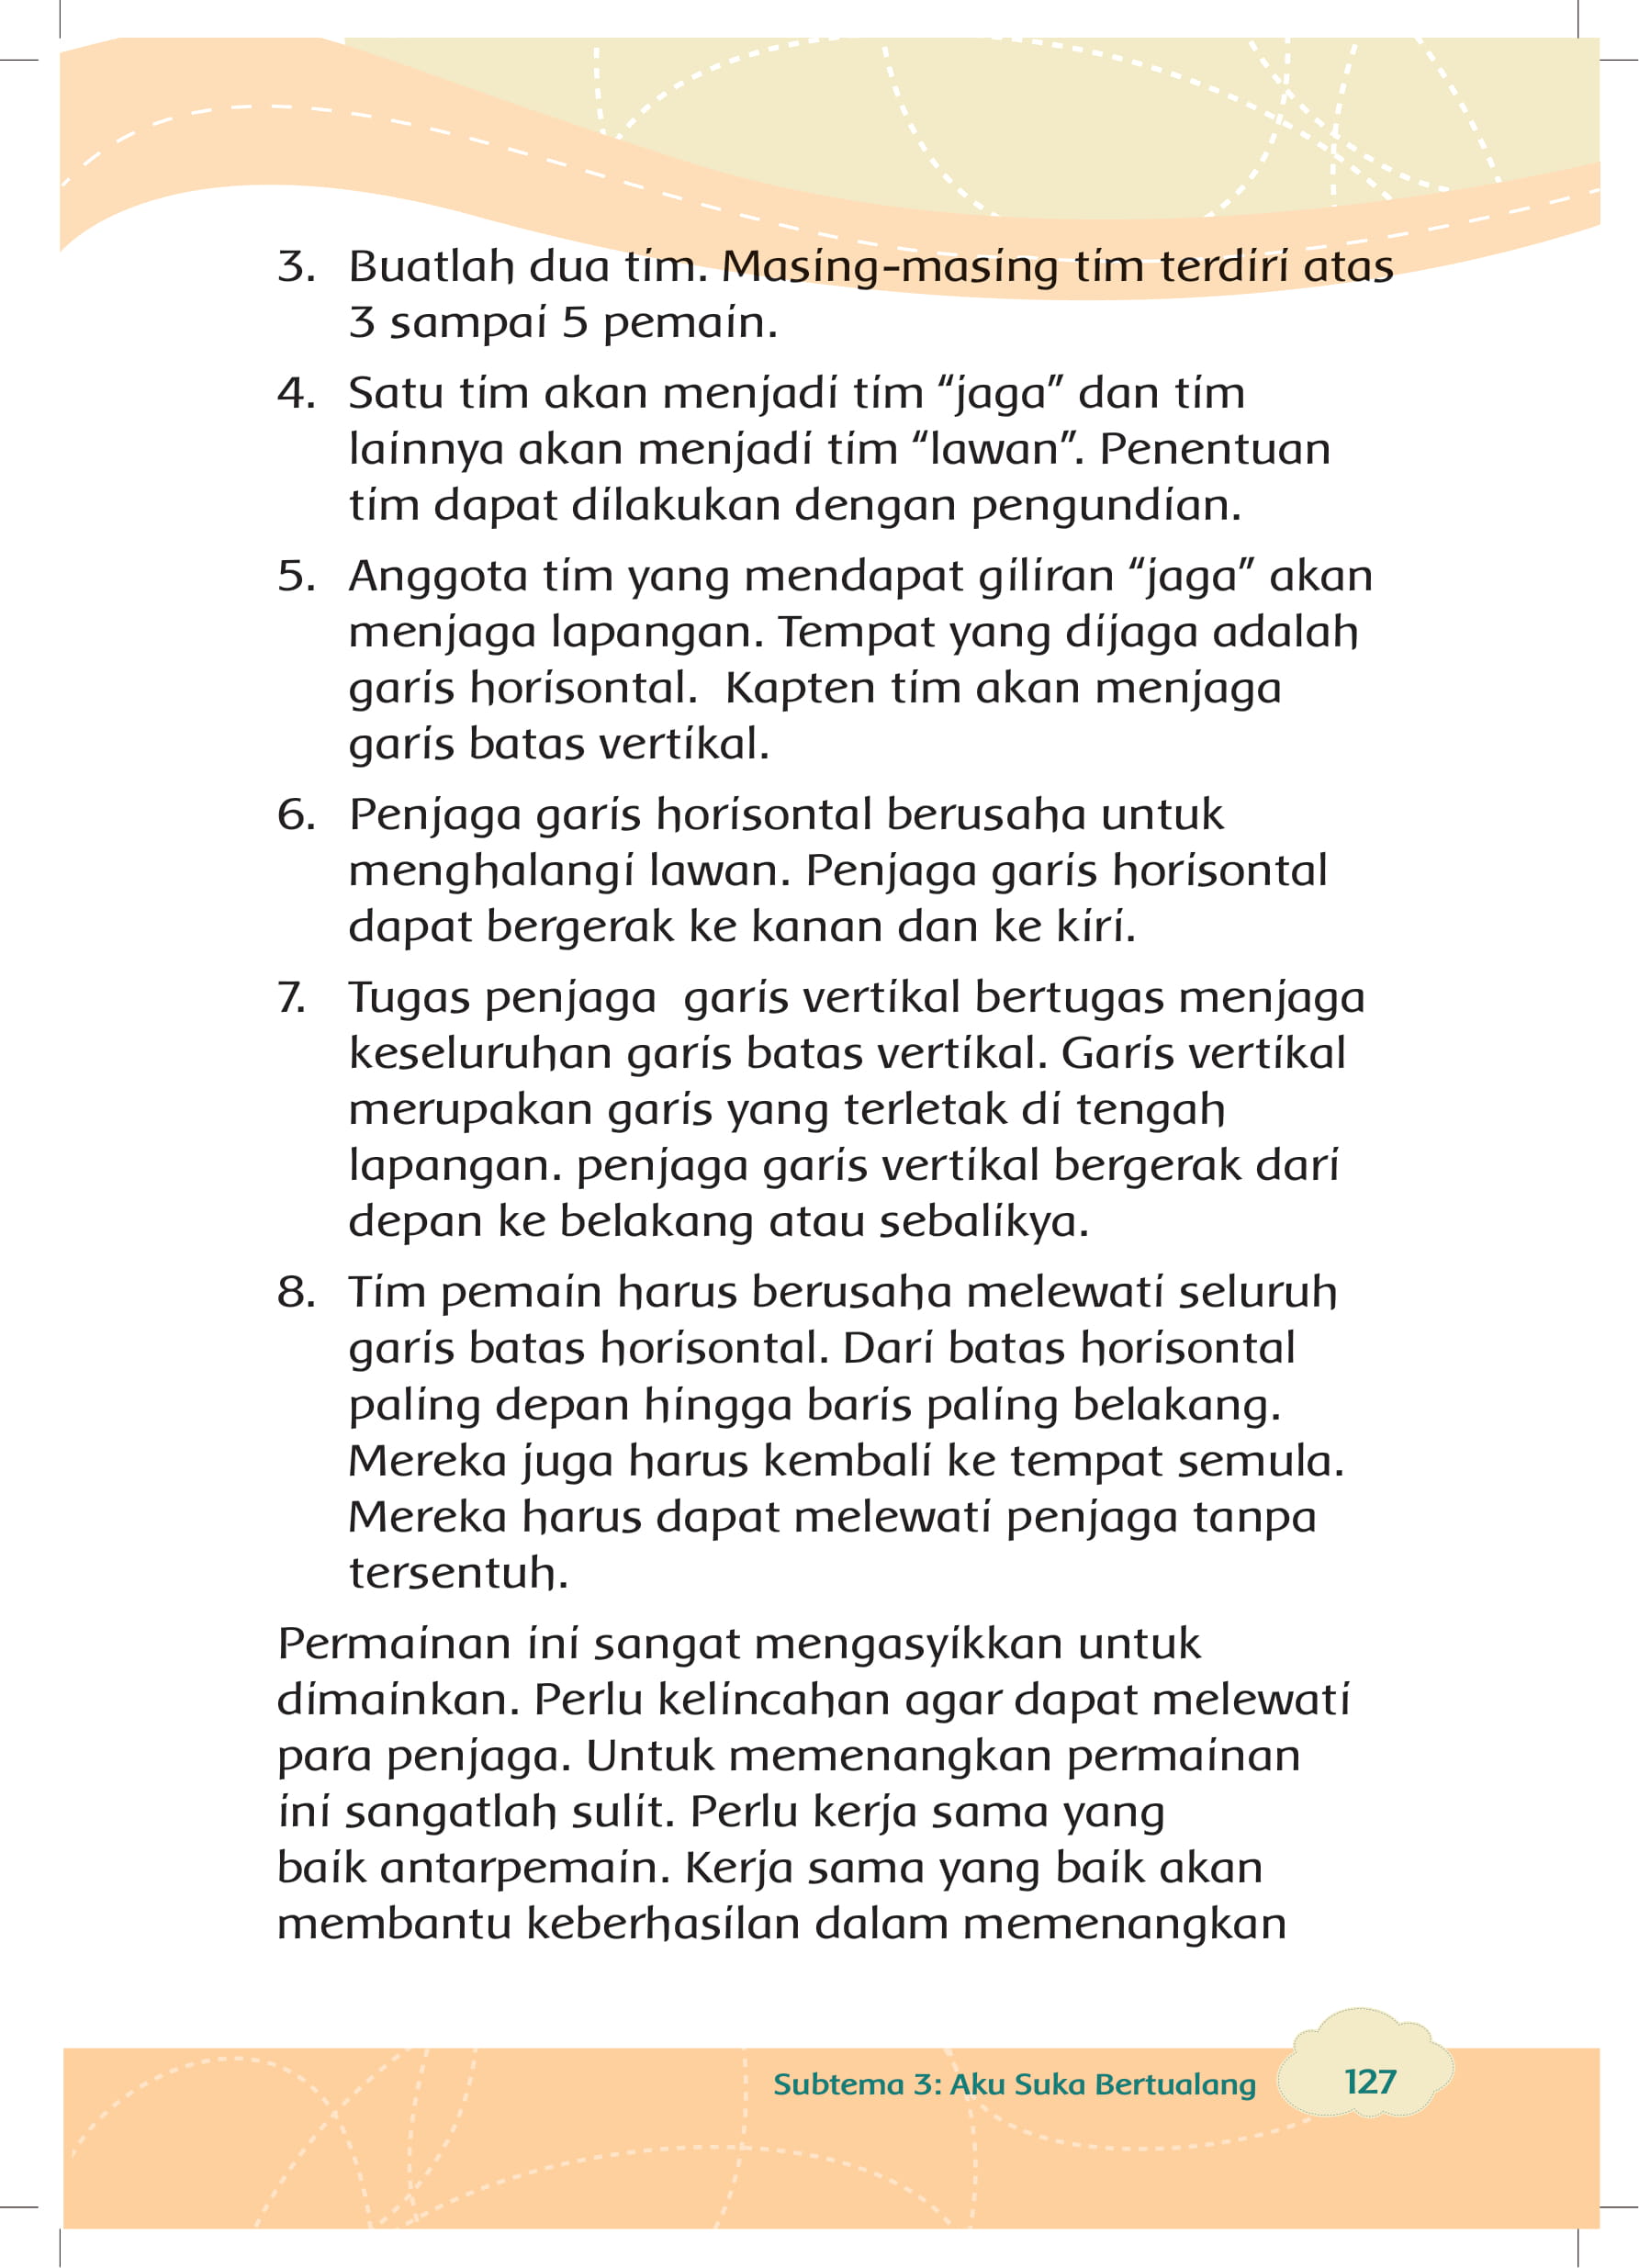 3. Buatlah dua tim. Masing-masing tim terdiri atas
3 sampai 5 pemain.
4. Satu tim akan menjadi tim “jaga” dan tim
lainnya akan menjadi tim “lawan”. Penentuan
tim dapat dilakukan dengan pengundian.
5. Anggota tim yang mendapat giliran “jaga” akan
menjaga lapangan. Tempat yang dijaga adalah
garis horisontal.  Kapten tim akan menjaga
garis batas vertikal.
6. Penjaga garis horisontal berusaha untuk
menghalangi lawan. Penjaga garis horisontal
dapat bergerak ke kanan dan ke kiri.
7. Tugas penjaga  garis vertikal bertugas menjaga
keseluruhan garis batas vertikal. Garis vertikal
merupakan garis yang terletak di tengah
lapangan. penjaga garis vertikal bergerak dari
depan ke belakang atau sebalikya.
8. Tim pemain harus berusaha melewati seluruh
garis batas horisontal. Dari batas horisontal
paling depan hingga baris paling belakang.
Mereka juga harus kembali ke tempat semula.
Mereka harus dapat melewati penjaga tanpa
tersentuh.
Permainan ini sangat mengasyikkan untuk
dimainkan. Perlu kelincahan agar dapat melewati
para penjaga. Untuk memenangkan permainan
ini sangatlah sulit. Perlu kerja sama yang
baik antarpemain. Kerja sama yang baik akan
membantu keberhasilan dalam memenangkan
Subtema 3: Aku Suka Bertualang
127